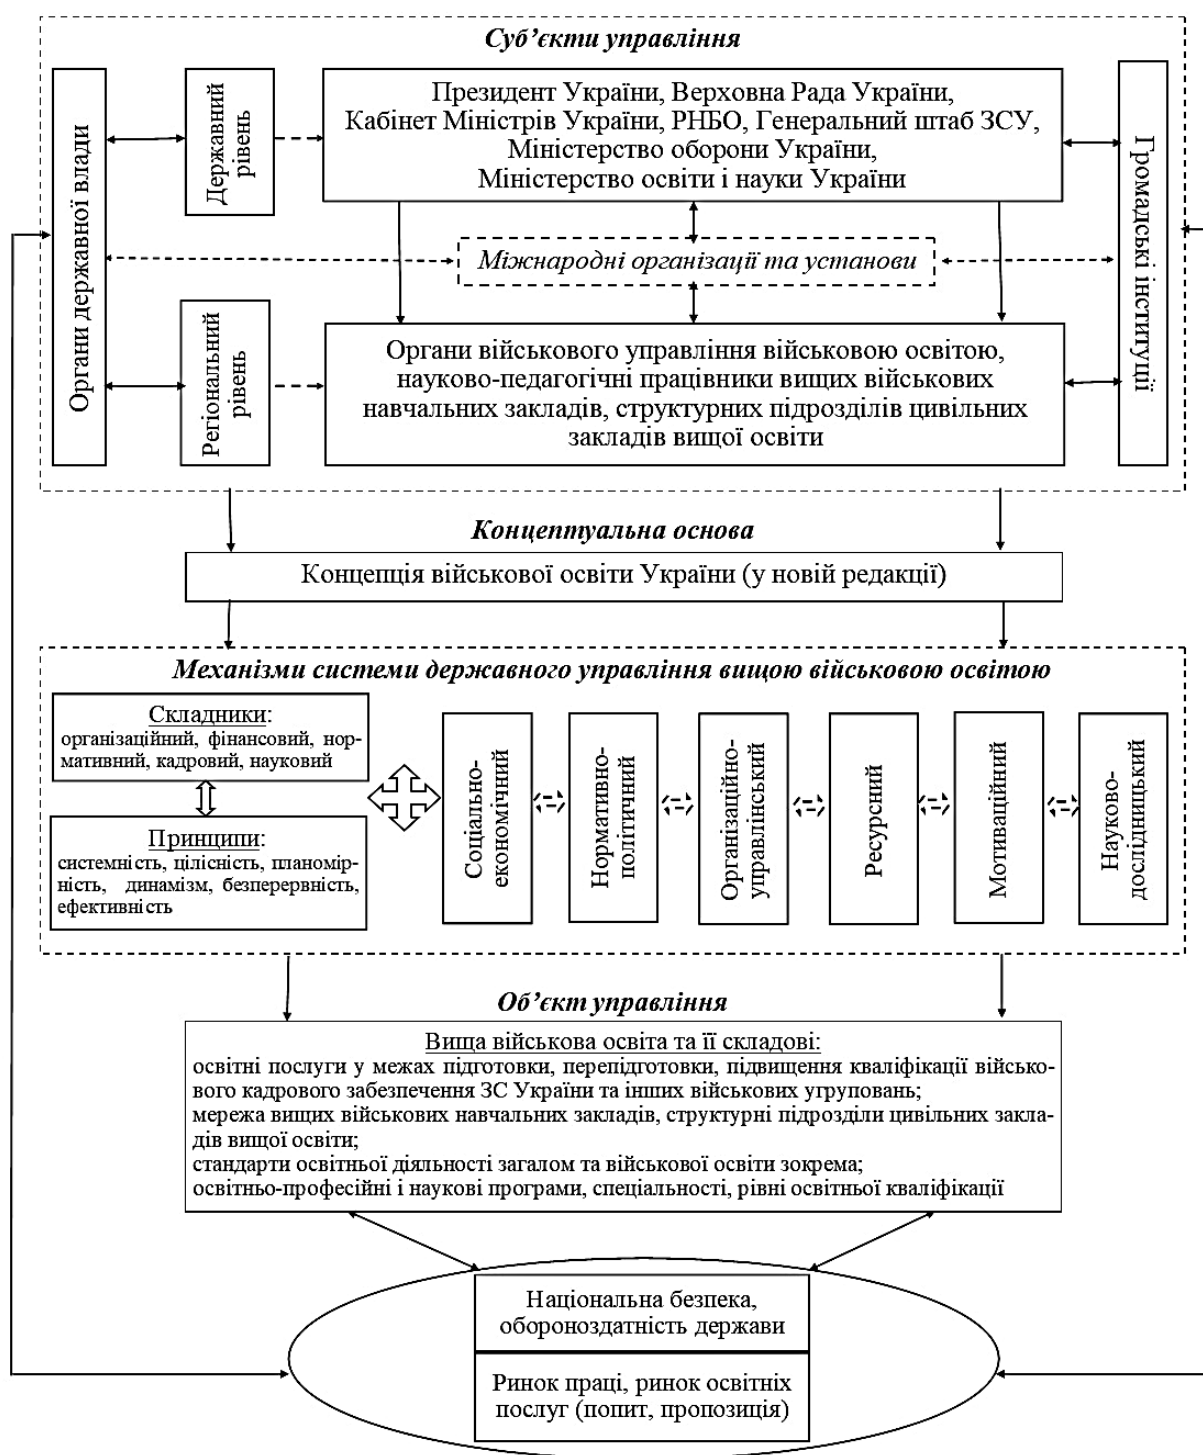 Суб’єкти управління
Органи державної влади
Державний
рівень
Президент України, Верховна Рада України,
Кабінет Міністрів України, РНБО, Генеральний штаб ЗСУ,
Міністерство оборони України,
Міністерство освіти і науки України
Громадські інституції
Міжнародні організації та установи
Регіональний
рівень
Органи військового управління військовою освітою,
науково-педагогічні працівники вищих військових
навчальних закладів, структурних підрозділів цивільних
закладів вищої освіти
Концептуальна основа
Концепція військової освіти України (у новій редакції)
Механізми системи державного управління вищою військовою освітою
Складники:
організаційний, фінансовий, нор-
мативний, кадровий, науковий
Принципи:
системність, цілісність, планомір-
ність, динамізм, безперервність,
ефективність
Соціально-
економічний
Нормативно-
політичний
Організаційно-
управлінський
Ресурсний
Мотиваційний
Науково-
дослідницький
Об’єкт управління
Вища військова освіта та її складові:
освітні послуги у межах підготовки, перепідготовки, підвищення кваліфікації військо-
вого кадрового забезпечення ЗС України та інших військових угруповань;
мережа вищих військових навчальних закладів, структурні підрозділи цивільних закла-
дів вищої освіти;
стандарти освітньої діяльності загалом та військової освіти зокрема;
освітньо-професійні і наукові програми, спеціальності, рівні освітньої кваліфікації
Національна безпека,
обороноздатність держави
Ринок праці, ринок освітніх
послуг (попит, пропозиція)